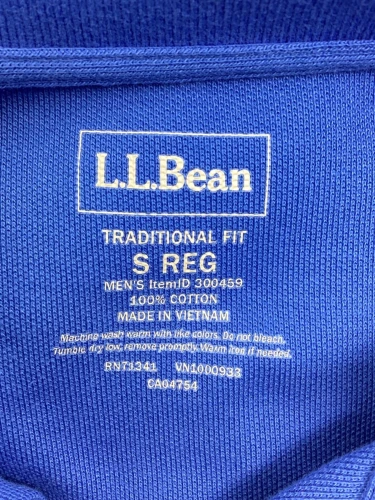 L.L.Bean
TRADITIONAL FIT
S REG
MEN'S ItemID 300459
100% COTTON
MADE IN VIETNAM
Machine wash warm with like colors. Do not bleach.
Tumble dry low, remove promptly. Warm iron if needed.
RN71341 VN1000933
CA04754